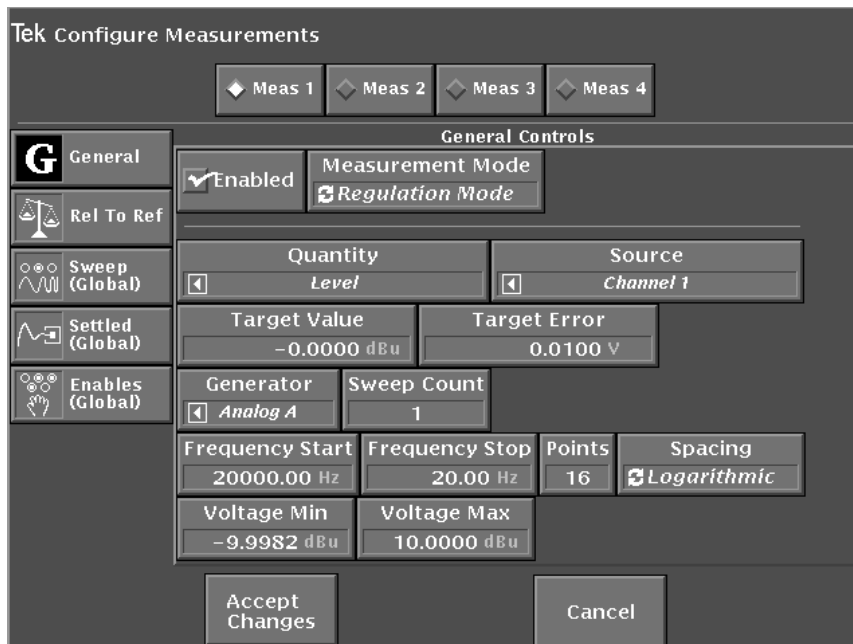 Tek Configure Measurements
Meas 1 Meas 2 Meas 3 Meas 4
General Controls
G General
Enabled
Measurement Mode
Regulation Mode
Rel To Ref
Quantity
Level
Source
Channel 1
Sweep
(Global)
Target Value
-0.0000 dBu
Target Error
0.0100 V
Settled
(Global)
Generator
Analog A
Sweep Count
1
Enables
(Global)
Frequency Start
20000.00 Hz
Frequency Stop
20.00 Hz
Points
16
Spacing
Logarithmic
Voltage Min
-9.9982 dBu
Voltage Max
10.0000 dBu
Accept
Changes
Cancel